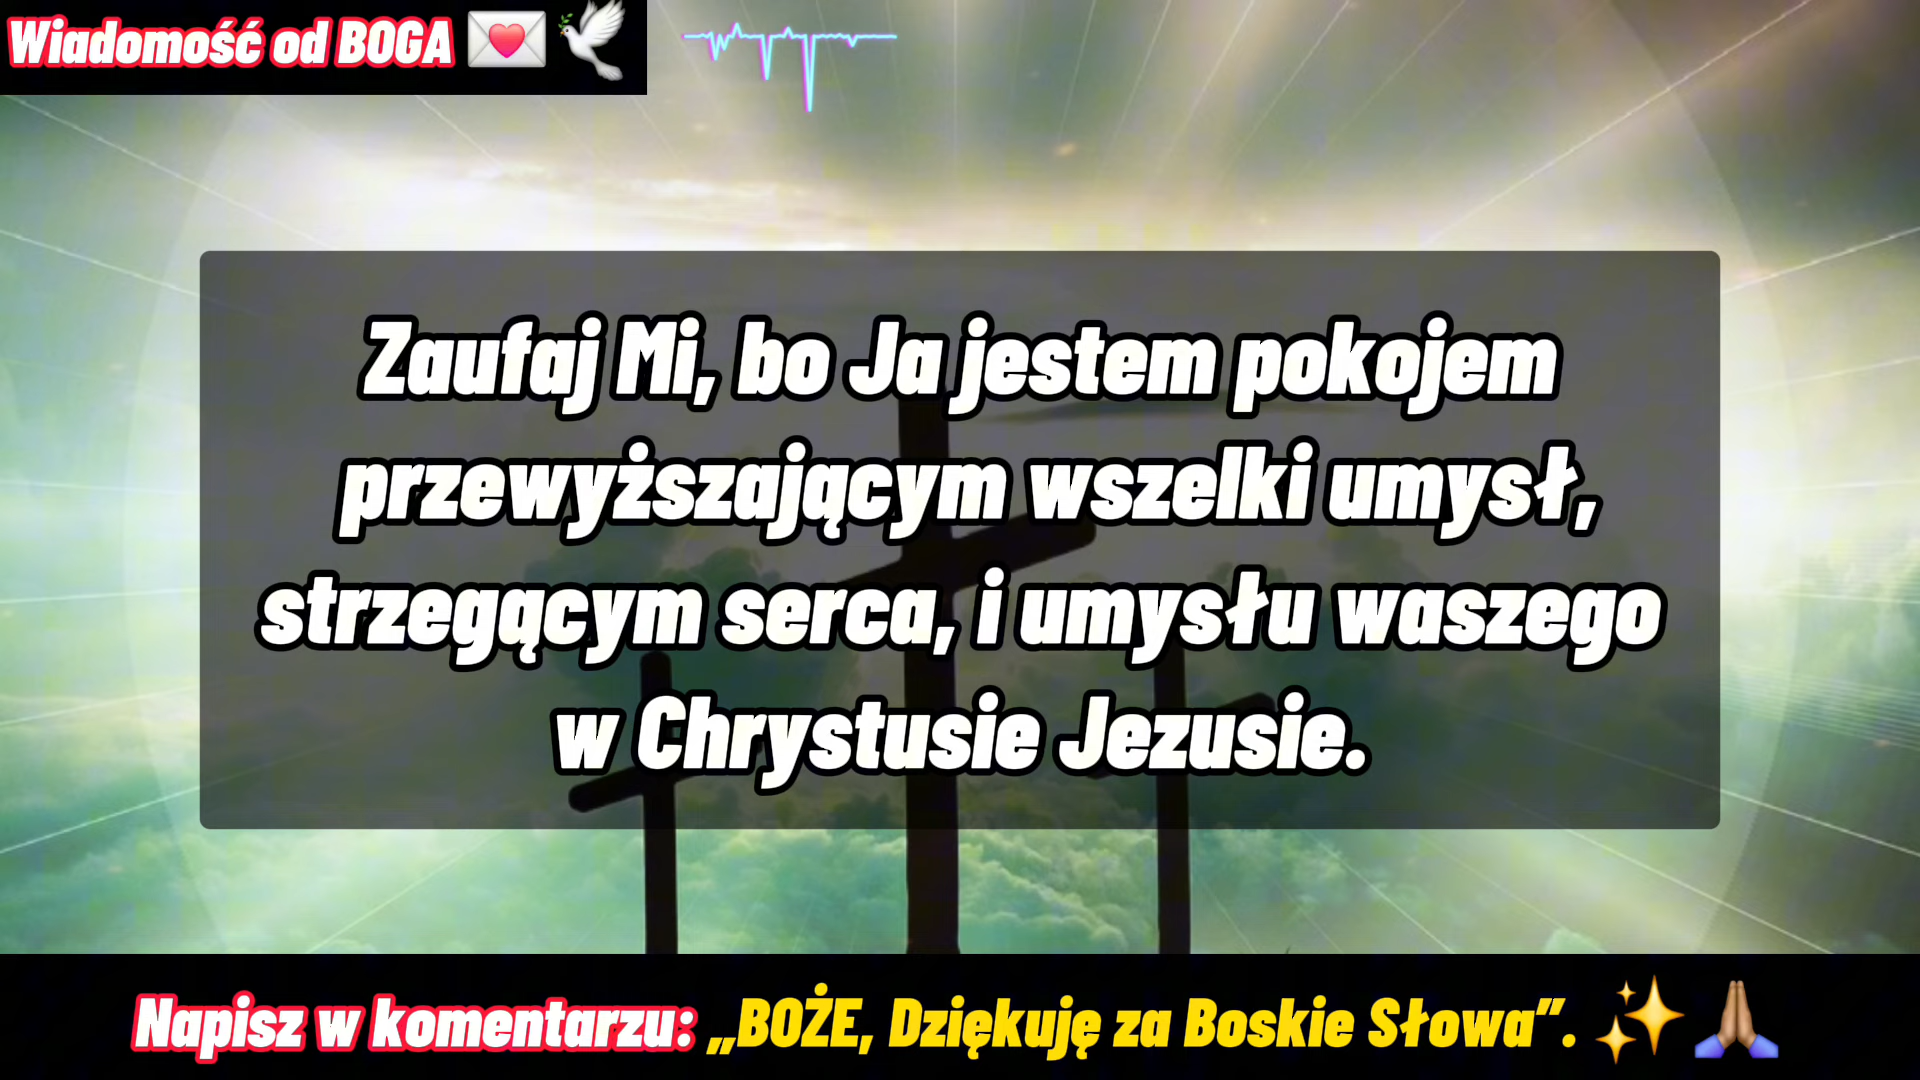 Wiadomość od BOGA 💌 🕊️
Zaufaj Mi, bo Ja jestem pokojem
przewyższającym wszelki umysł,
strzegącym serca, i umysłu waszego
w Chrystusie Jezusie.
Napisz w komentarzu: „BOŻE, Dziękuję za Boskie Słowa”. ✨ 🙏🏽